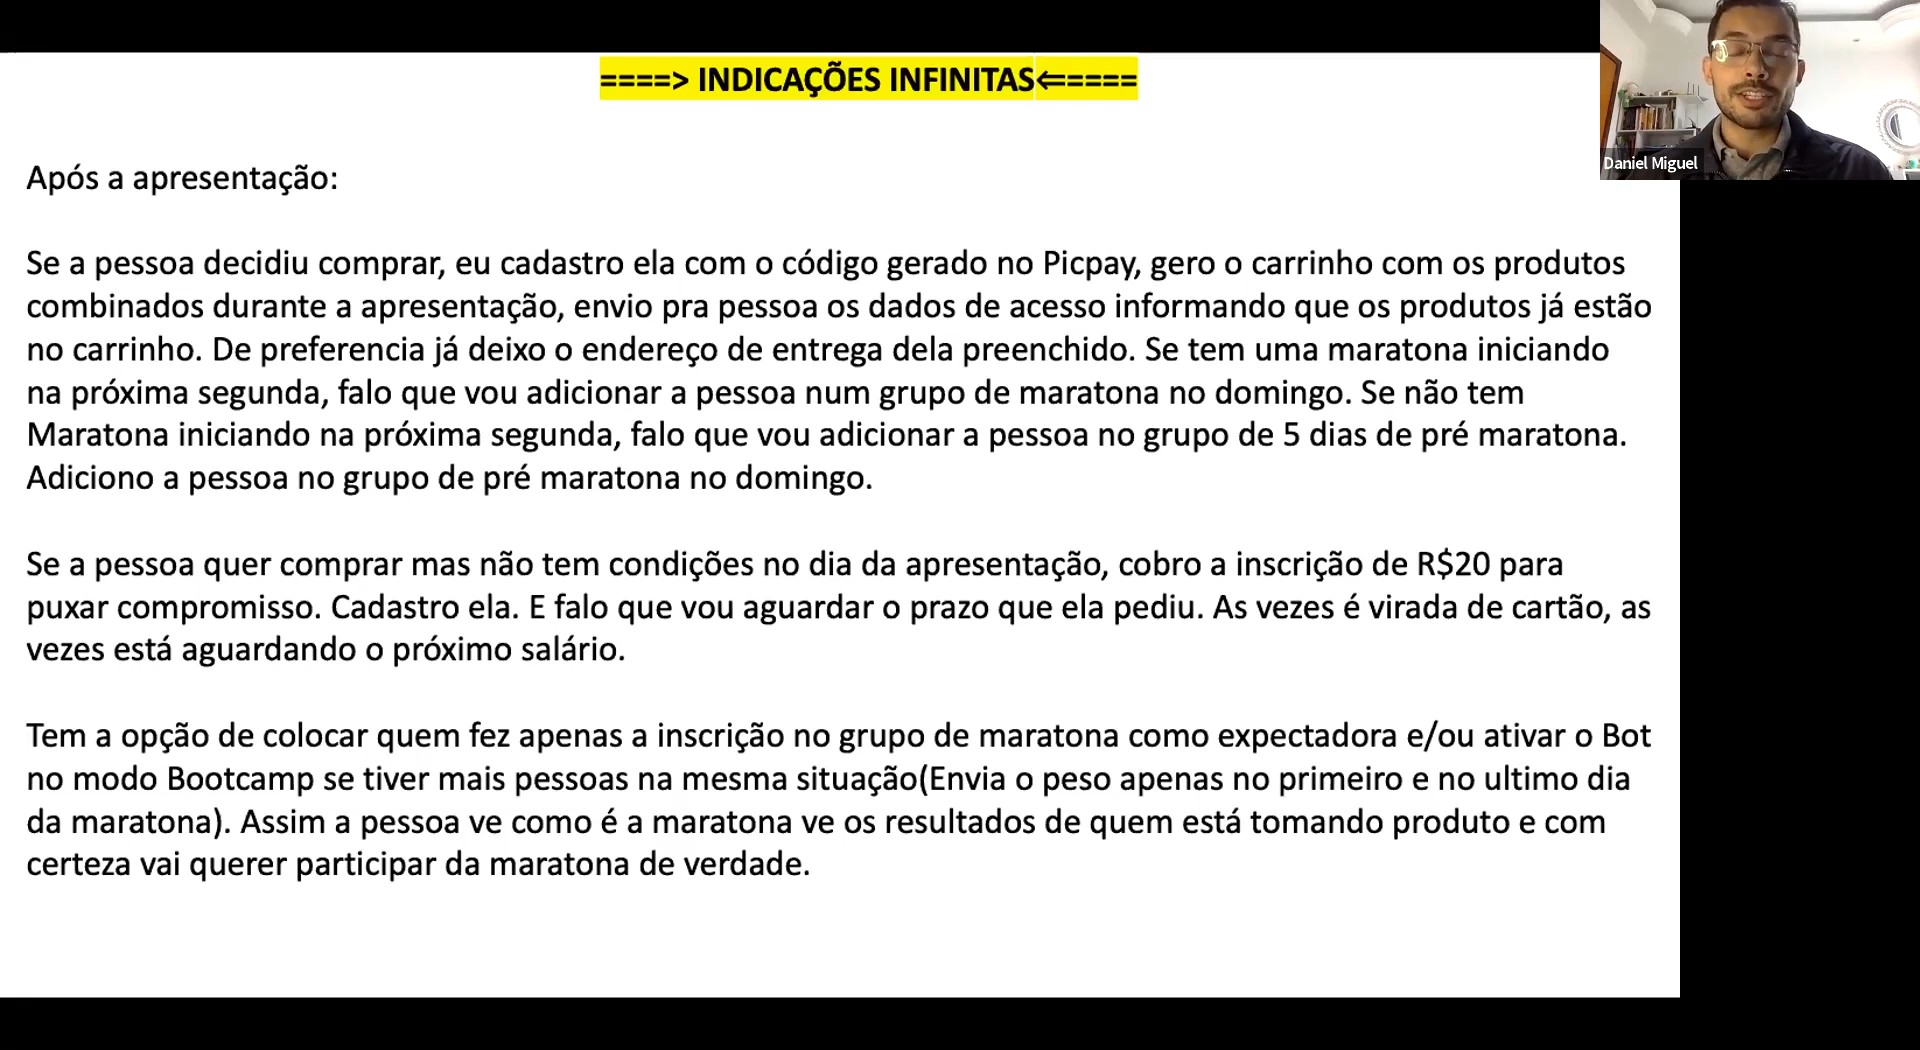 ====> INDICAÇÕES INFINITAS⇐====
Daniel Miguel
Após a apresentação:
Se a pessoa decidiu comprar, eu cadastro ela com o código gerado no Picpay, gero o carrinho com os produtos
combinados durante a apresentação, envio pra pessoa os dados de acesso informando que os produtos já estão
no carrinho. De preferencia já deixo o endereço de entrega dela preenchido. Se tem uma maratona iniciando
na próxima segunda, falo que vou adicionar a pessoa num grupo de maratona no domingo. Se não tem
Maratona iniciando na próxima segunda, falo que vou adicionar a pessoa no grupo de 5 dias de pré maratona.
Adiciono a pessoa no grupo de pré maratona no domingo.
Se a pessoa quer comprar mas não tem condições no dia da apresentação, cobro a inscrição de R$20 para
puxar compromisso. Cadastro ela. E falo que vou aguardar o prazo que ela pediu. As vezes é virada de cartão, as
vezes está aguardando o próximo salário.
Tem a opção de colocar quem fez apenas a inscrição no grupo de maratona como expectadora e/ou ativar o Bot
no modo Bootcamp se tiver mais pessoas na mesma situação(Envia o peso apenas no primeiro e no ultimo dia
da maratona). Assim a pessoa ve como é a maratona ve os resultados de quem está tomando produto e com
certeza vai querer participar da maratona de verdade.